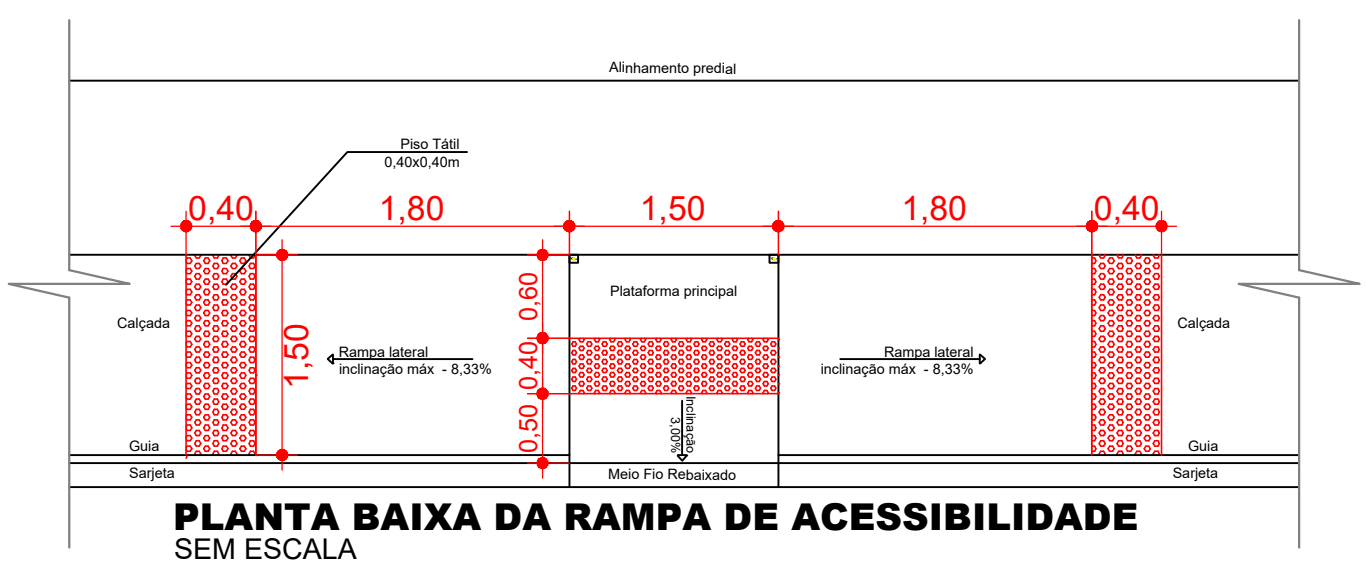 Alinhamento predial
Piso Tátil
0,40x0,40m
0,40
1,80
1,50
1,80
0,40
Plataforma principal
0,60
Calçada
Calçada
1,50
Rampa lateral
inclinação máx - 8,33%
0,40
Rampa lateral
inclinação máx - 8,33%
0,50
Inclinação
3,00%
Guia
Guia
Sarjeta
Meio Fio Rebaixado
Sarjeta
PLANTA BAIXA DA RAMPA DE ACESSIBILIDADE
SEM ESCALA